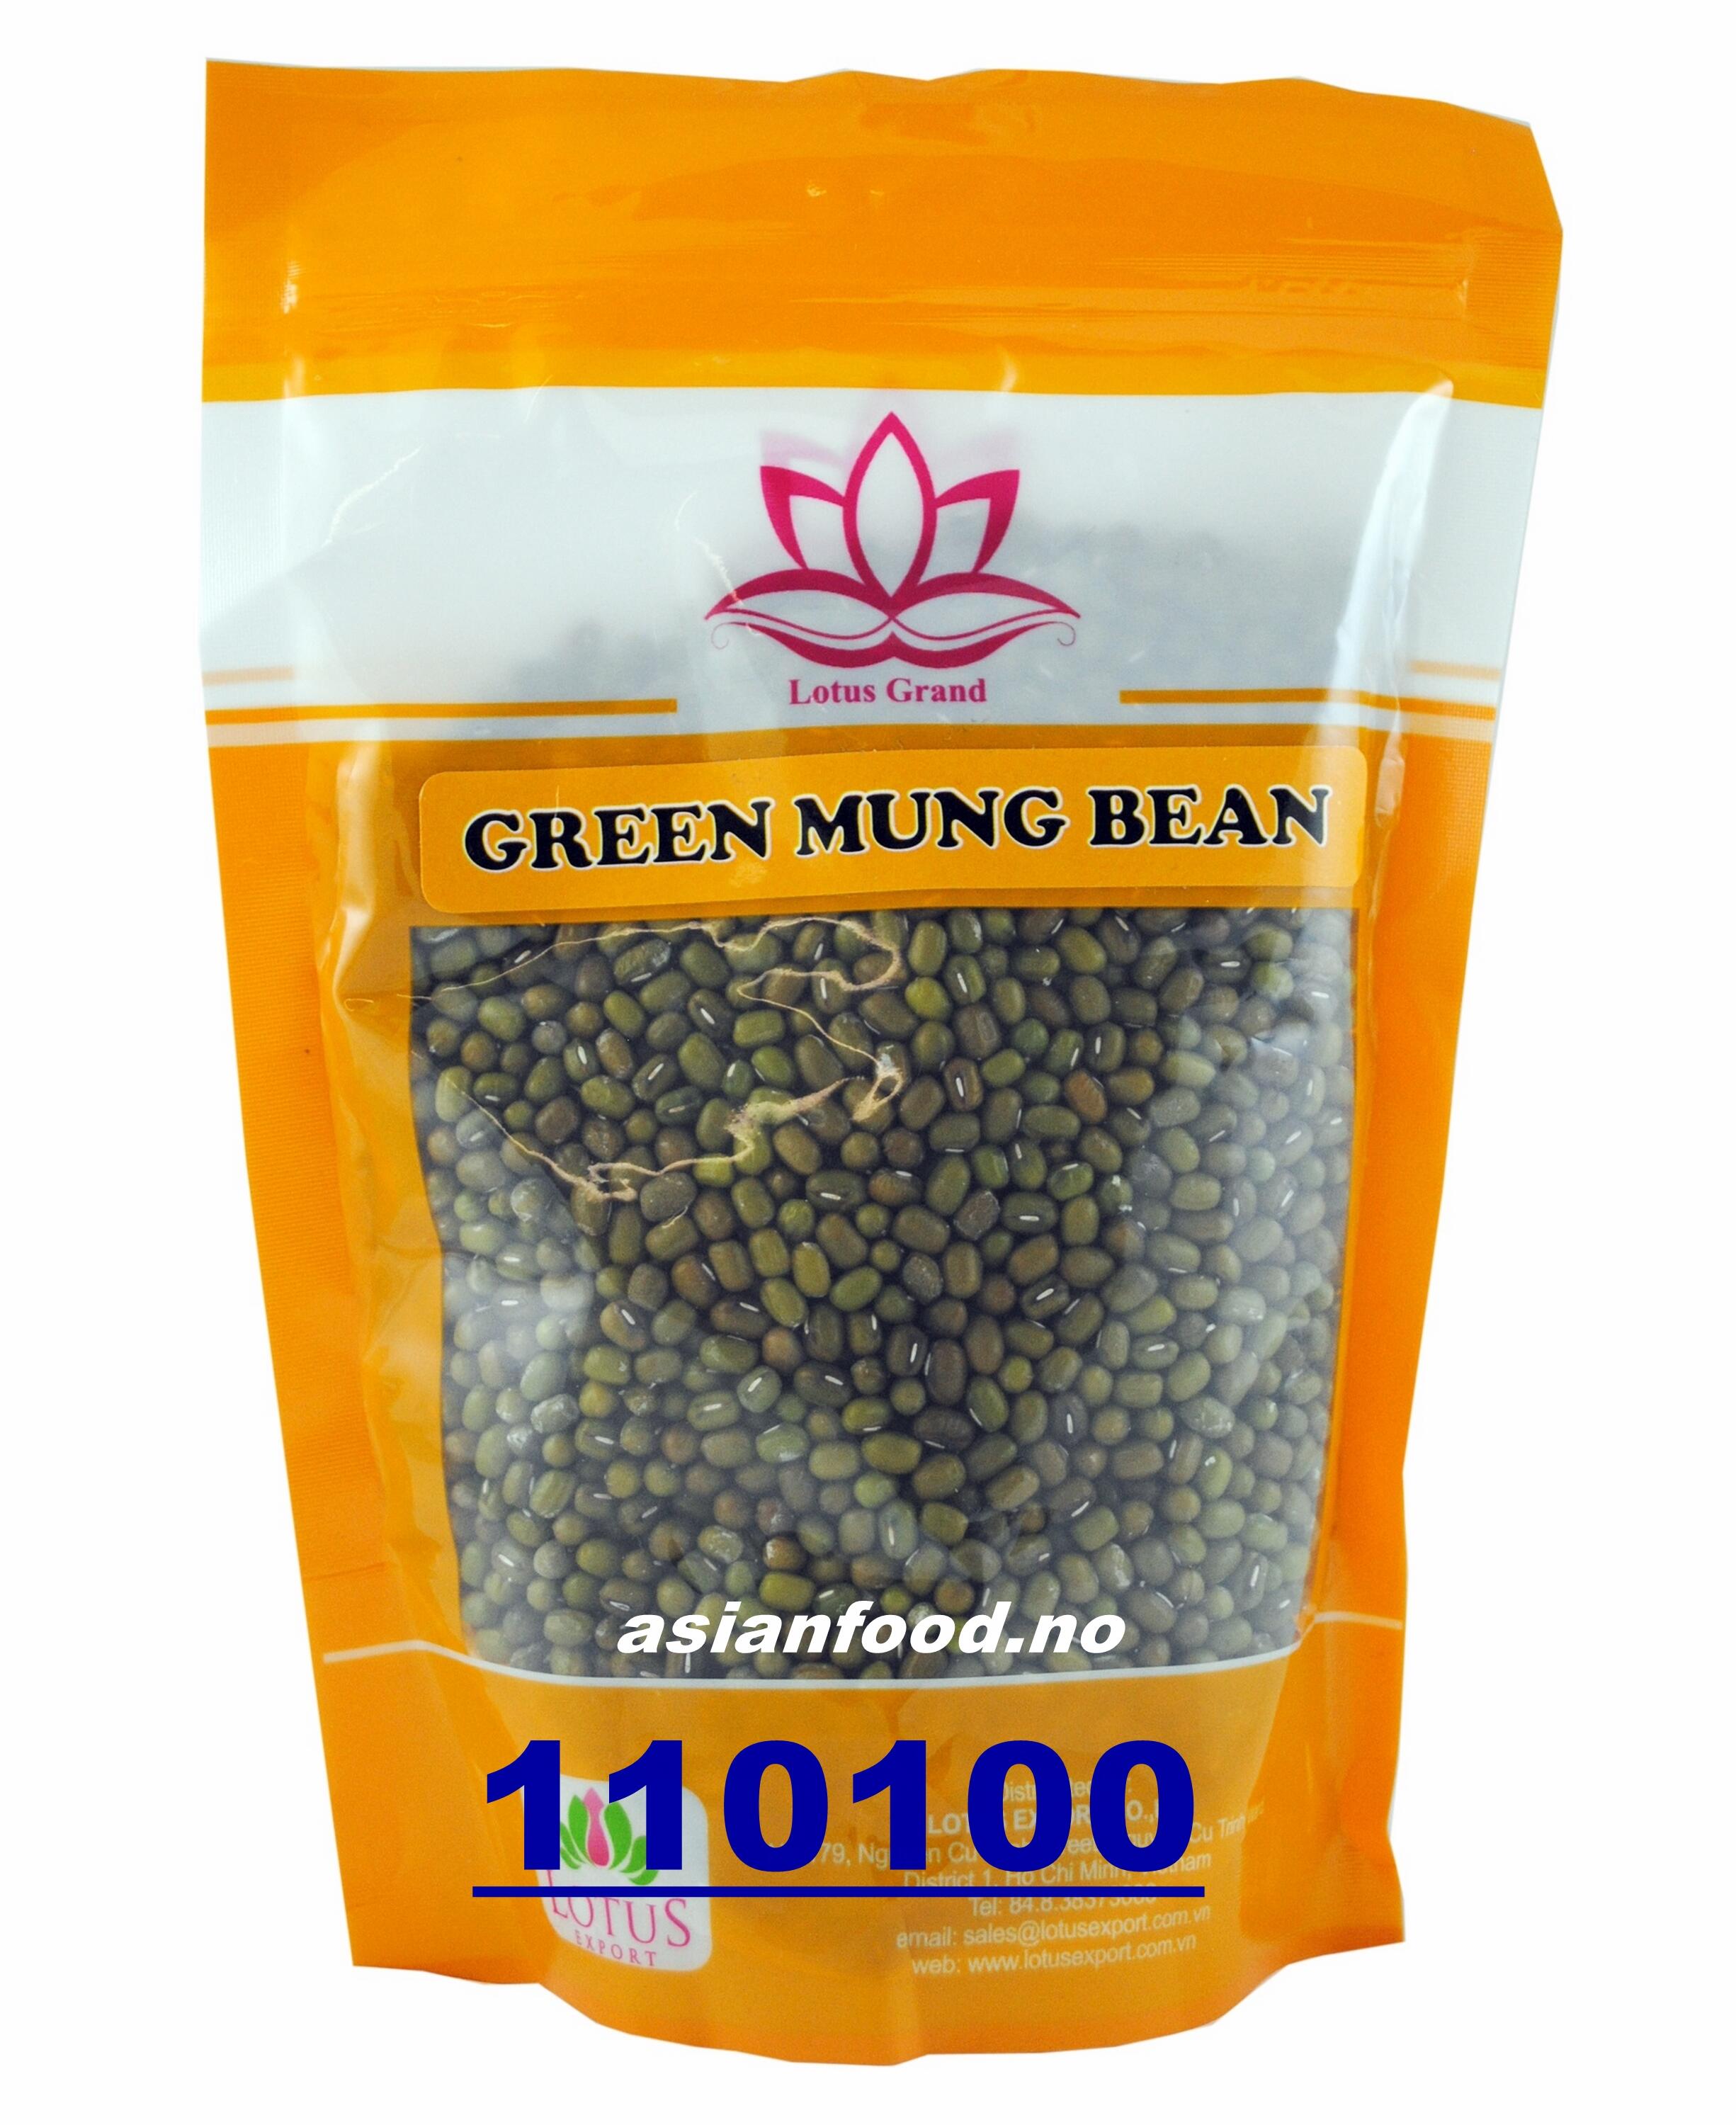 Lotus Grand
GREEN MUNG BEAN
asianfood.no
110100
LOTUS
EXPORT
District 1, Ho Chi Minh,
Tel:
email: sales@lotusexport.com.vn
web: www.lotusexport.com.vn